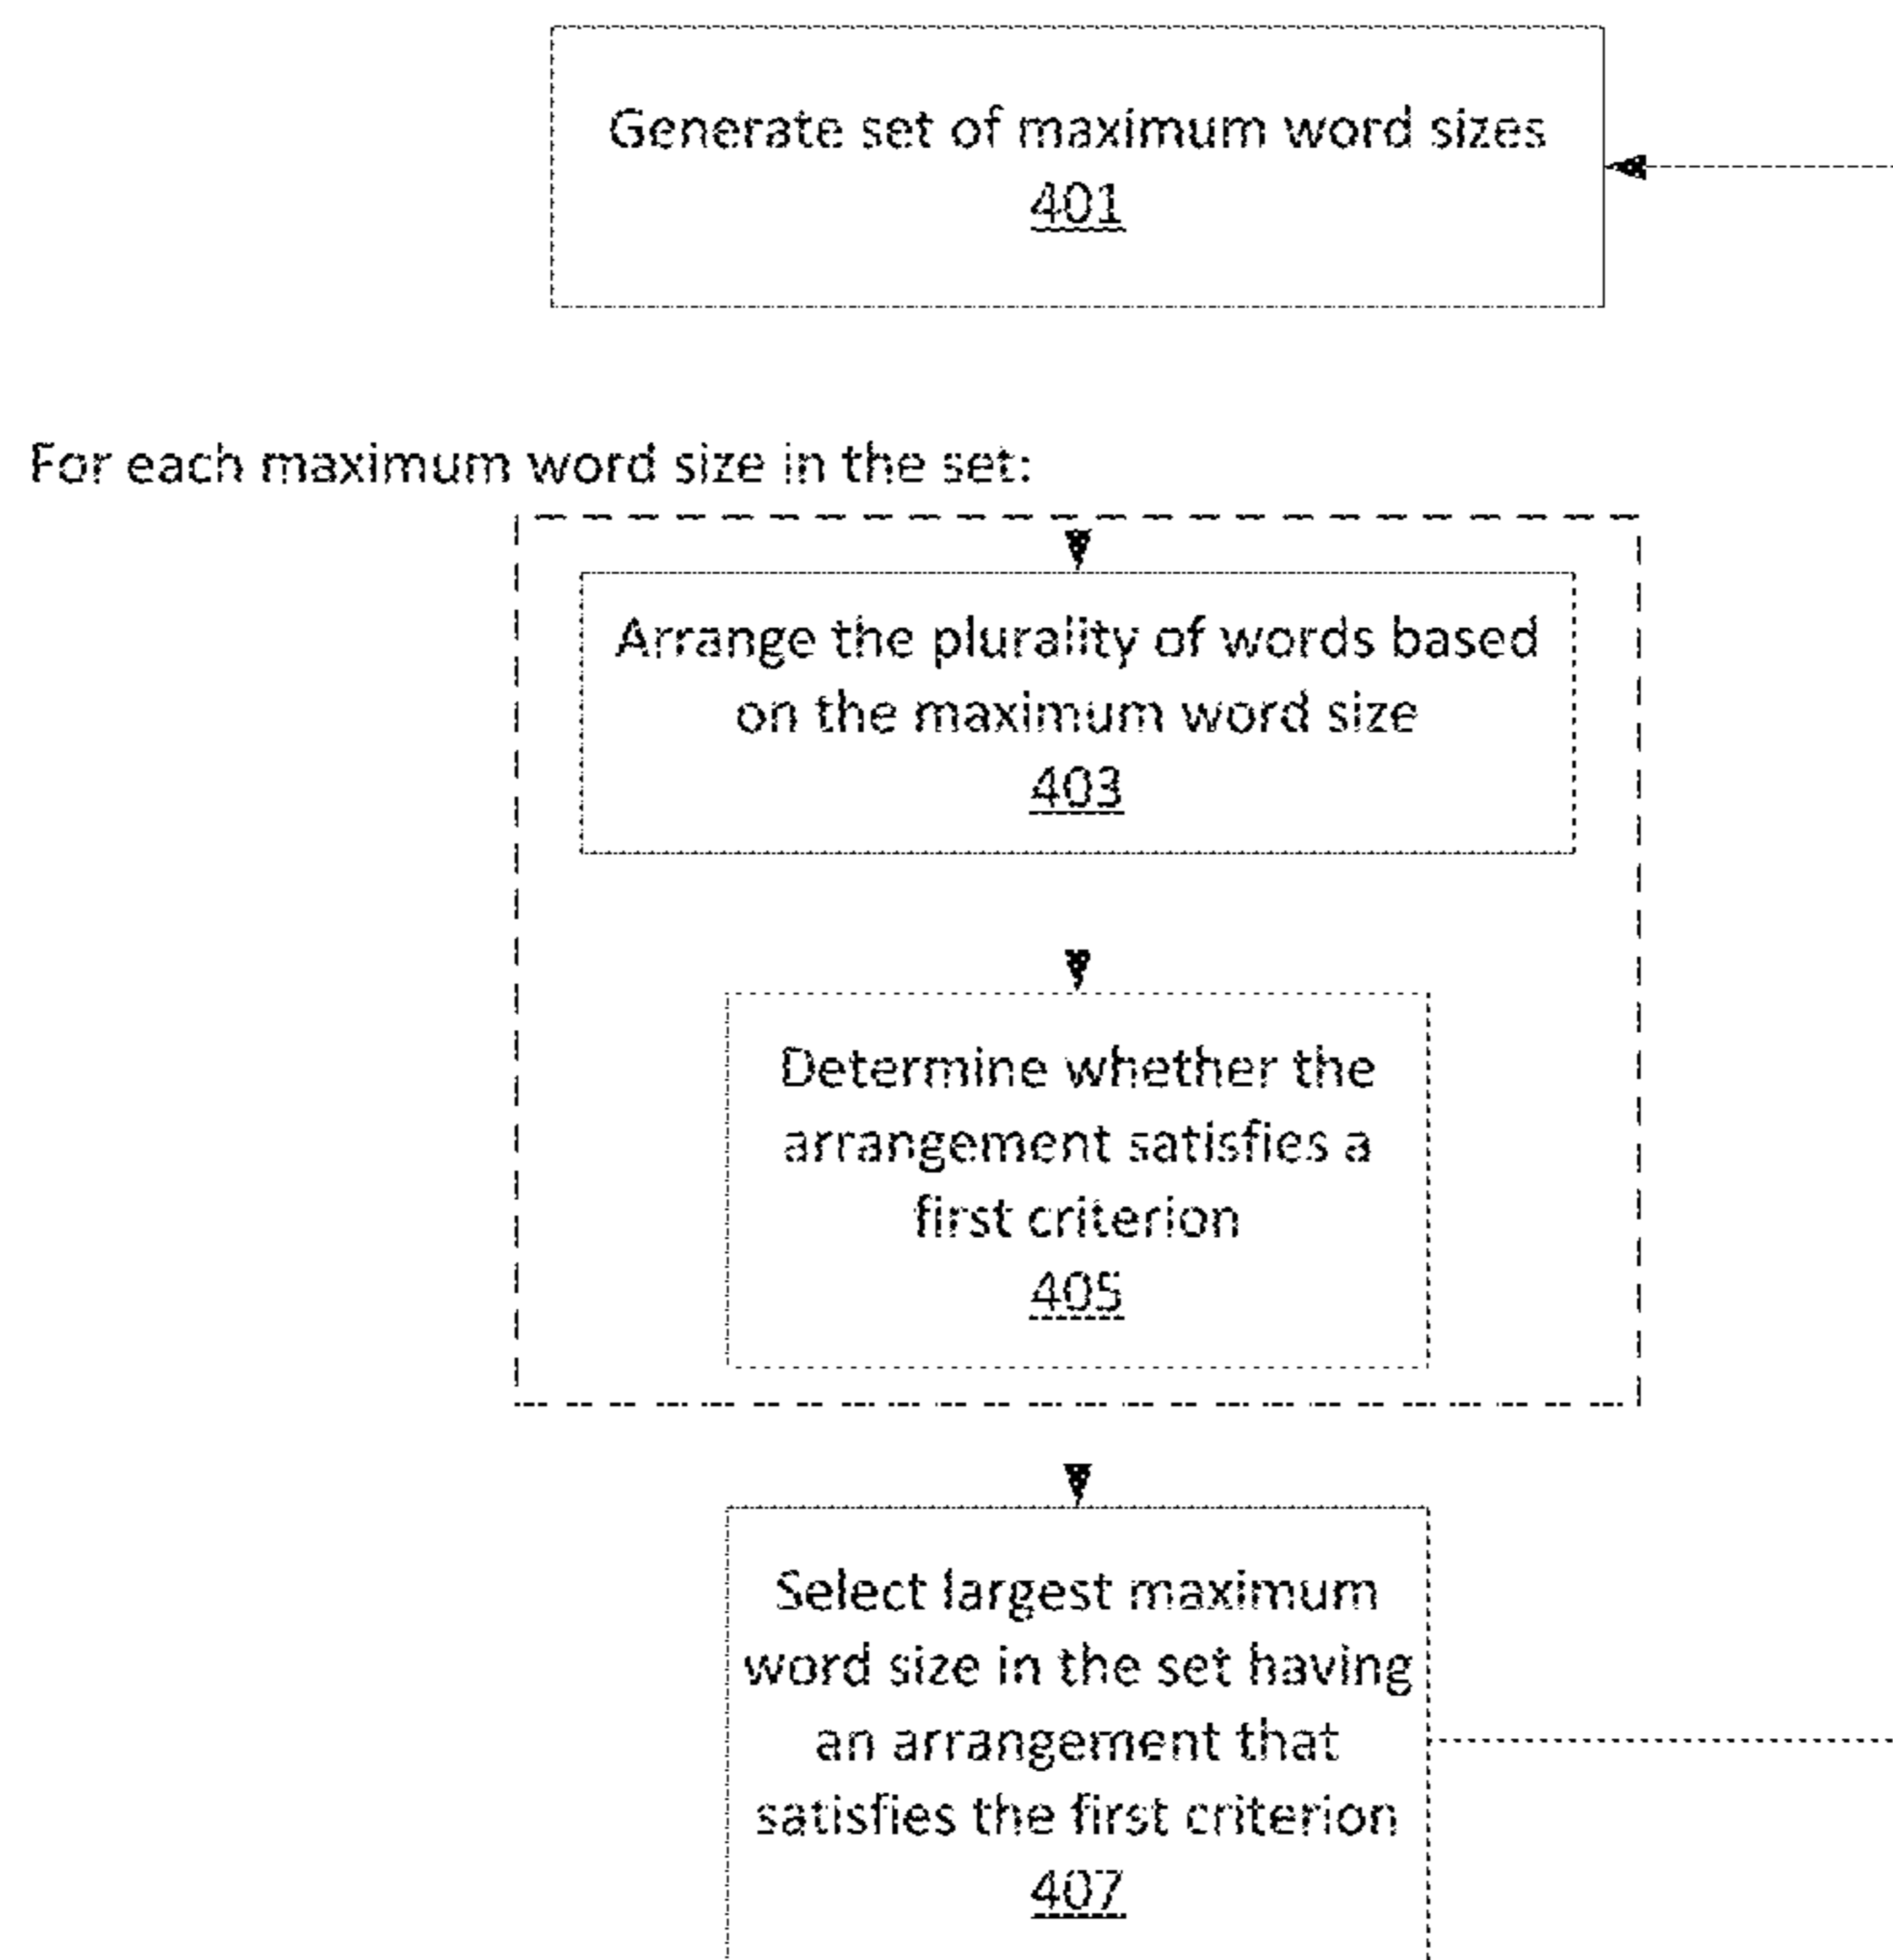 Generate set of maximum word sizes
401
For each maximum word size in the set:
Arrange the plurality of words based
on the maximum word size
403
Determine whether the
arrangement satisfies a
first criterion
405
Select largest maximum
word size in the set having
an arrangement that
satisfies the first criterion
407